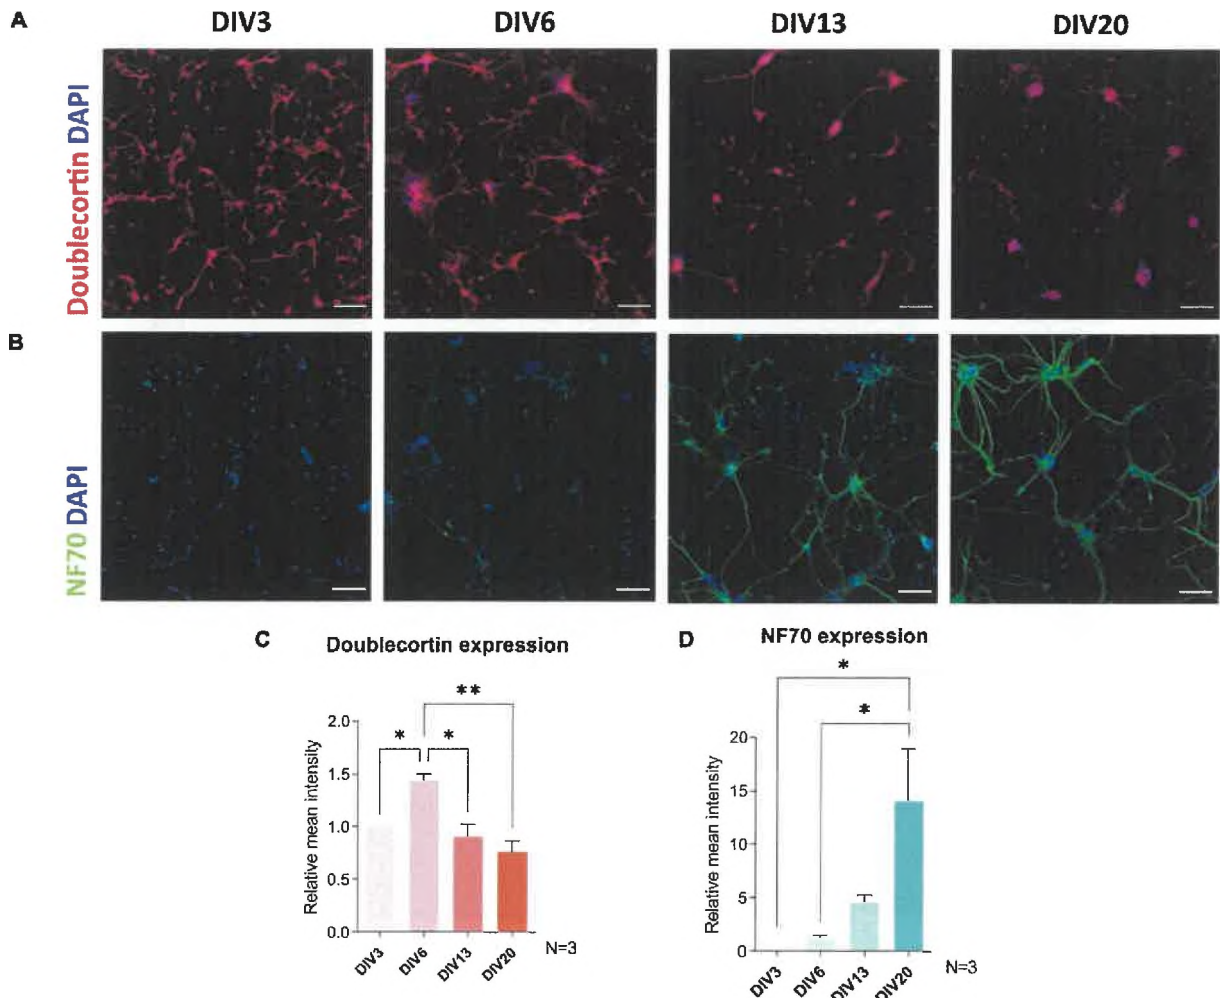 A
DIV3
DIV6
DIV13
DIV20
Doublecortin DAPI
B
NF70 DAPI
C
Doublecortin expression
**
*
*
2.0
1.5
1.0
0.5
0.0
Relative mean intensity
DIV3
DIV6
DIV13
DIV20
N=3
D
NF70 expression
*
*
20
15
10
5
0
Relative mean intensity
DIV3
DIV6
DIV13
DIV20
N=3